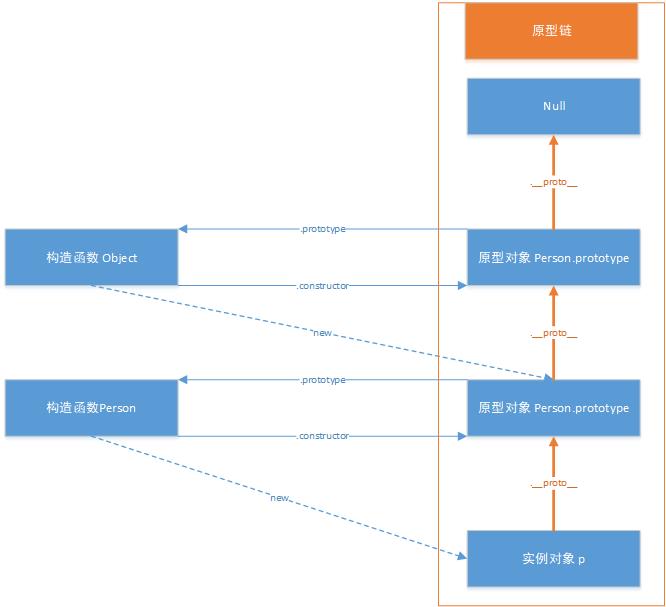 原型链
Null
.__proto__
.prototype
构造函数 Object
原型对象 Person.prototype
.constructor
new
.__proto__
.prototype
构造函数Person
原型对象 Person.prototype
.constructor
.__proto__
new
实例对象 p